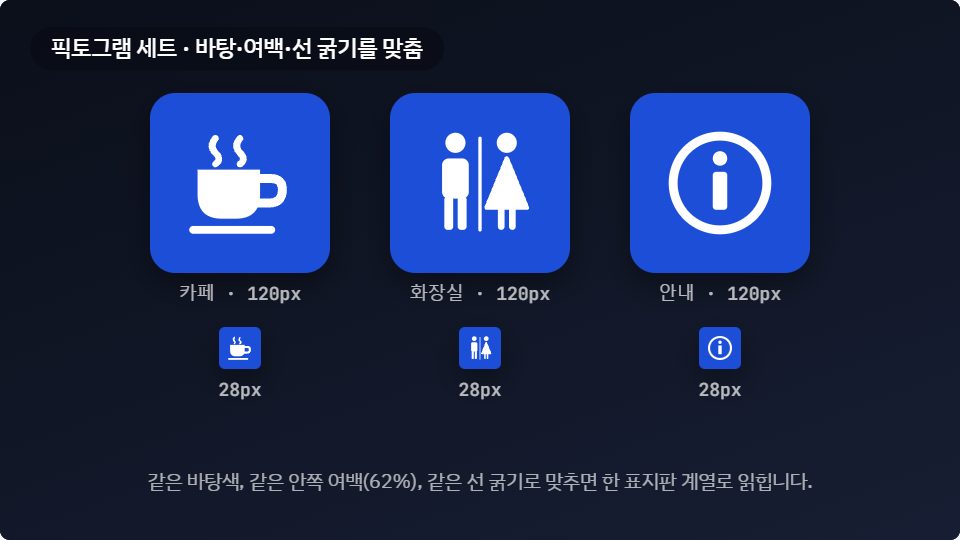 픽토그램 세트 · 바탕·여백·선 굵기를 맞춤
카페 · 120px
화장실 · 120px
안내 · 120px
28px
28px
28px
같은 바탕색, 같은 안쪽 여백(62%), 같은 선 굵기로 맞추면 한 표지판 계열로 읽힙니다.